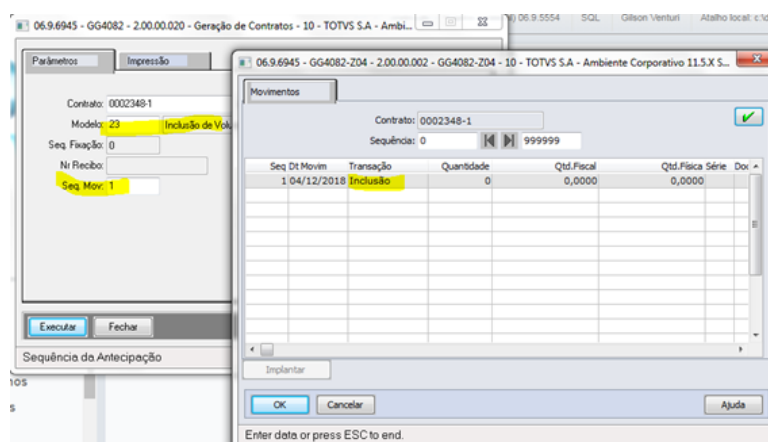 06.9.5554 SQL Gilson Venturi Atalho local: c:\
06.9.6945 - GG4082 - 2.00.00.020 - Geração de Contratos - 10 - TOTVS S.A - Ambi...
Parâmetros Impressão
Contrato: 0002348-1
Modelo: 23 Inclusão de Volu
Seq. Fixação: 0
Nr Recibo:
Seq. Mov: 1
Executar Fechar
Sequência da Antecipação
06.9.6945 - GG4082-Z04 - 2.00.00.002 - GG4082-Z04 - 10 - TOTVS S.A - Ambiente Corporativo 11.5.X S...
Movimentos
Contrato: 0002348-1
Sequência: 0 999999
Seq Dt Movim Transação Quantidade Qtd.Fiscal Qtd.Física Série Doc
1 04/12/2018 Inclusão 0 0,0000 0,0000
Implantar
OK Cancelar Ajuda
Enter data or press ESC to end.